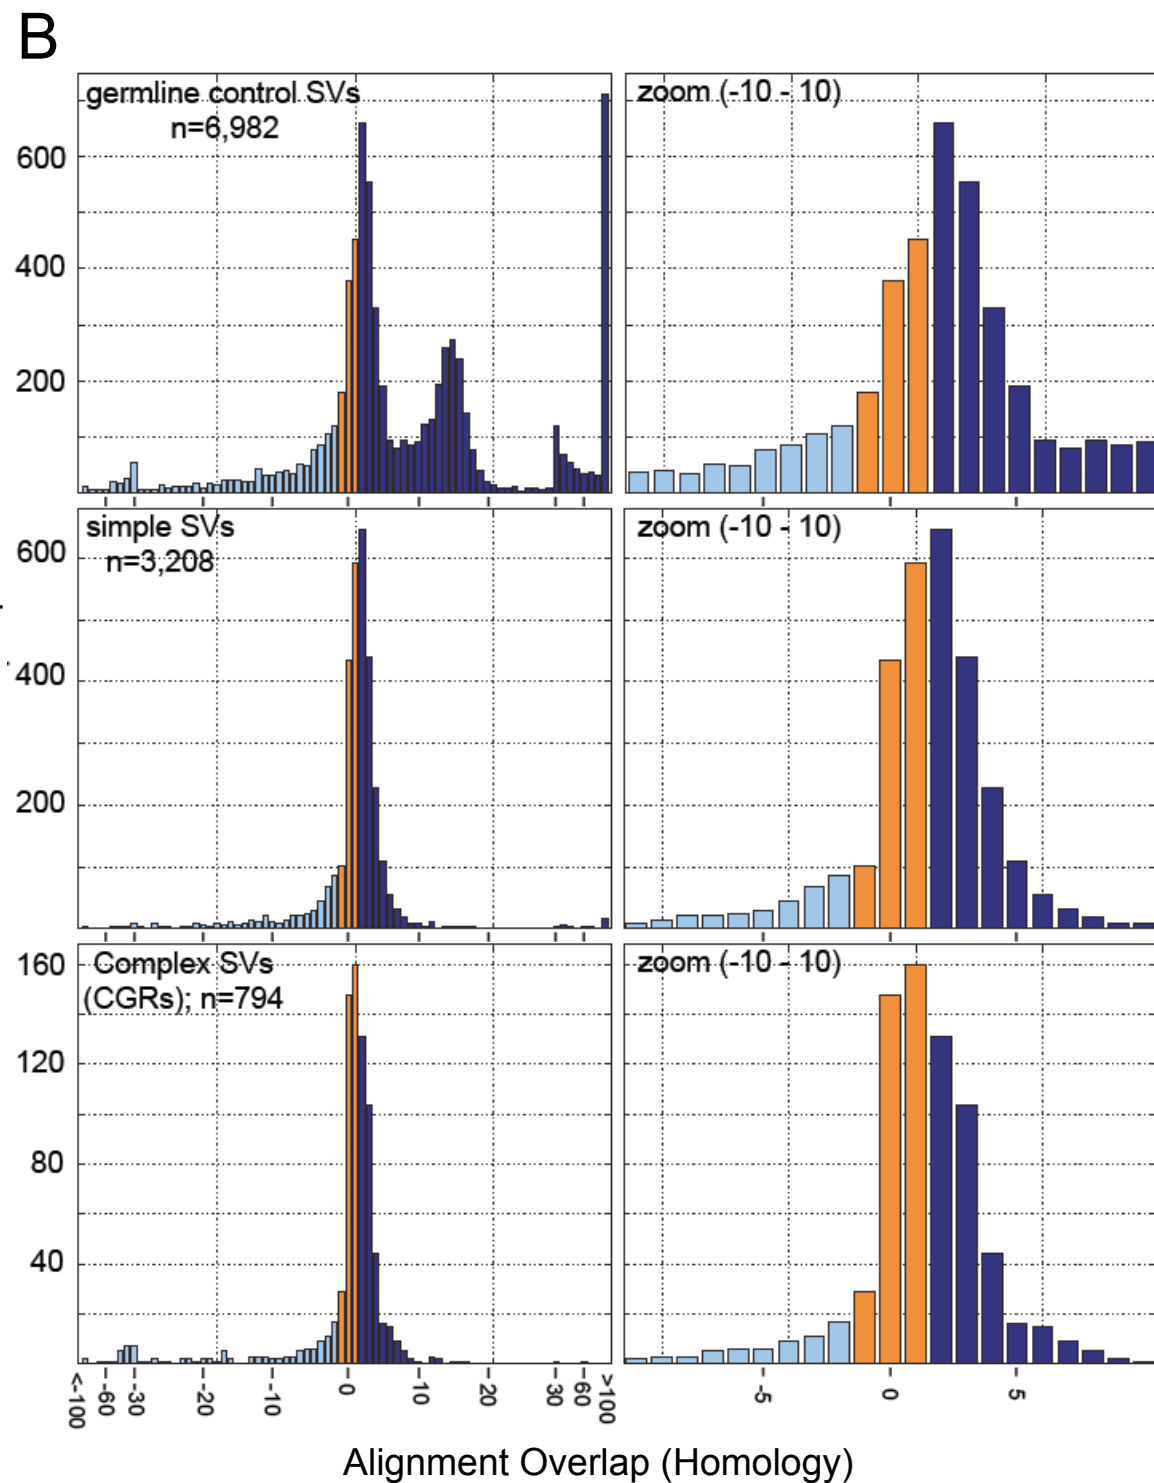 B
germline control SVs
n=6,982
zoom (-10 - 10)
600
400
200
simple SVs
n=3,208
zoom (-10 - 10)
600
400
200
Complex SVs
(CGRs); n=794
zoom (-10 - 10)
160
120
80
40
<-100 -60 -30 -20 -10 0 10 20 30 60 >100
-5 0 5
Alignment Overlap (Homology)